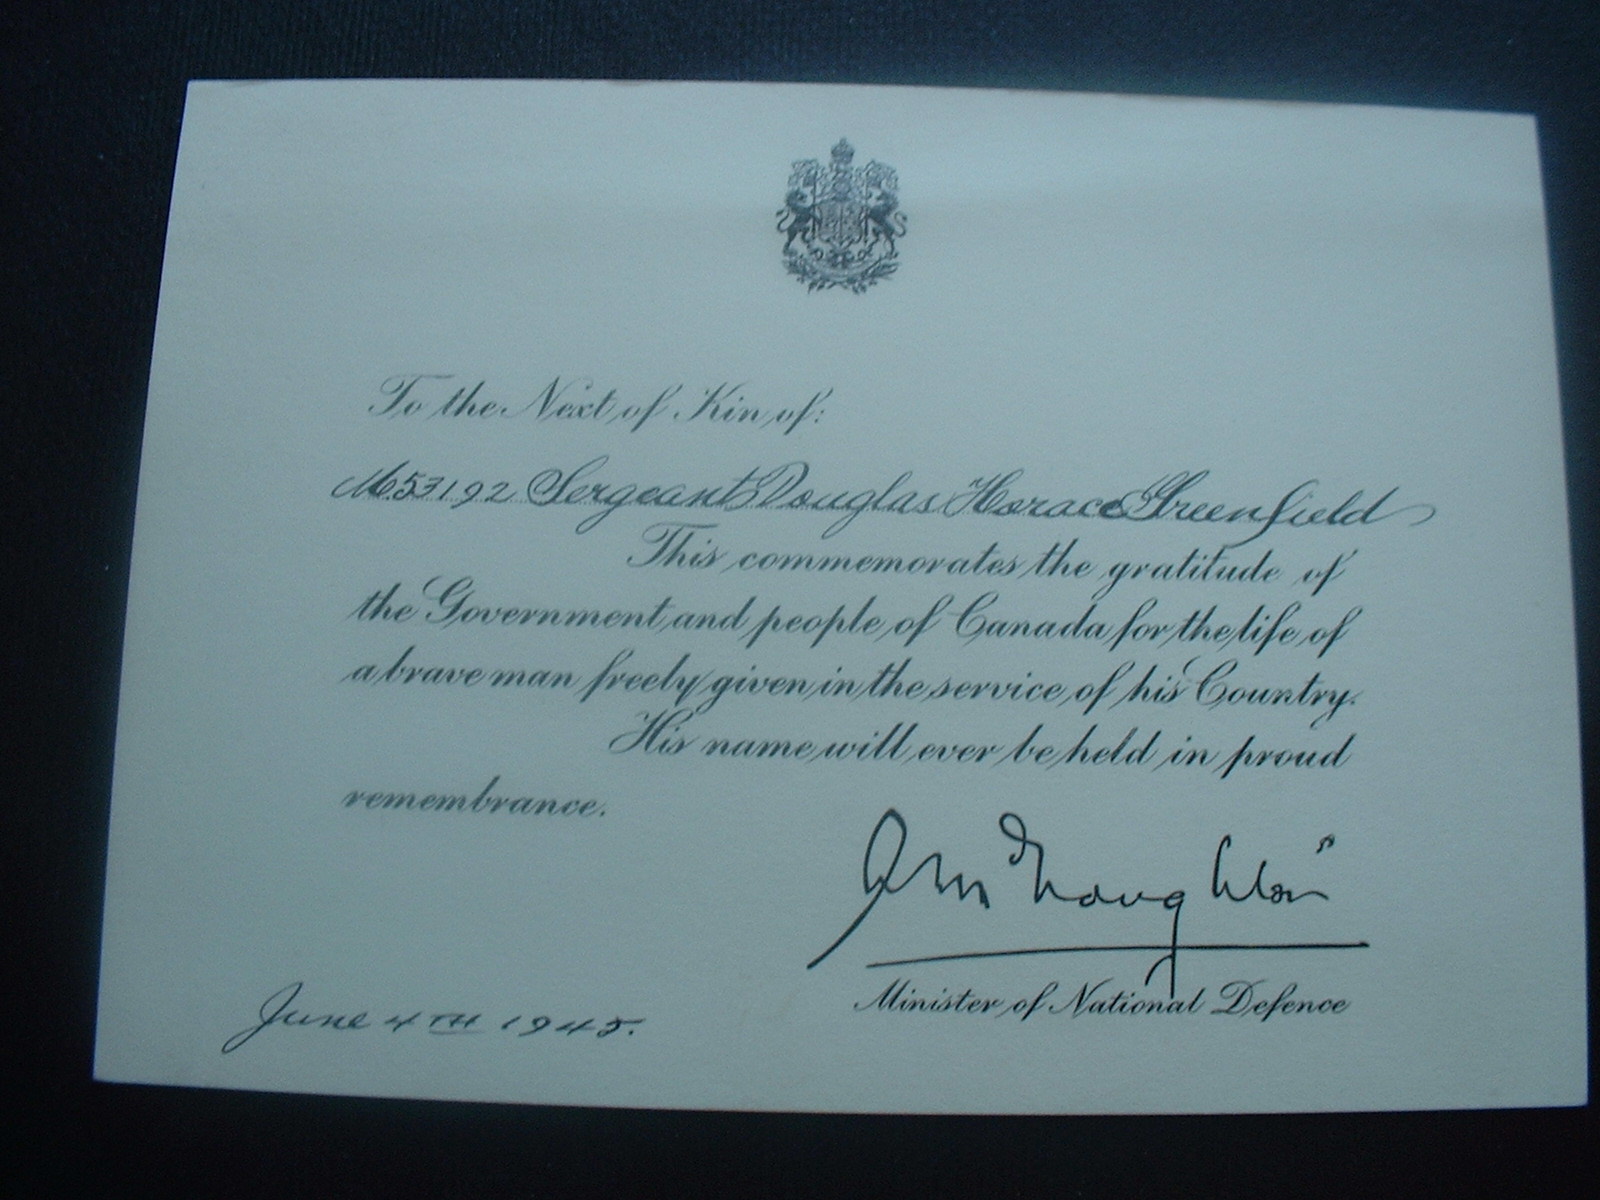 To the Next of Kin of:
M53192 Sergeant Douglas Horace Greenfield
This commemorates the gratitude of
the Government and people of Canada for the life of
a brave man freely given in the service of his Country.
His name will ever be held in proud
remembrance.
Minister of National Defence
June 4TH 1945.